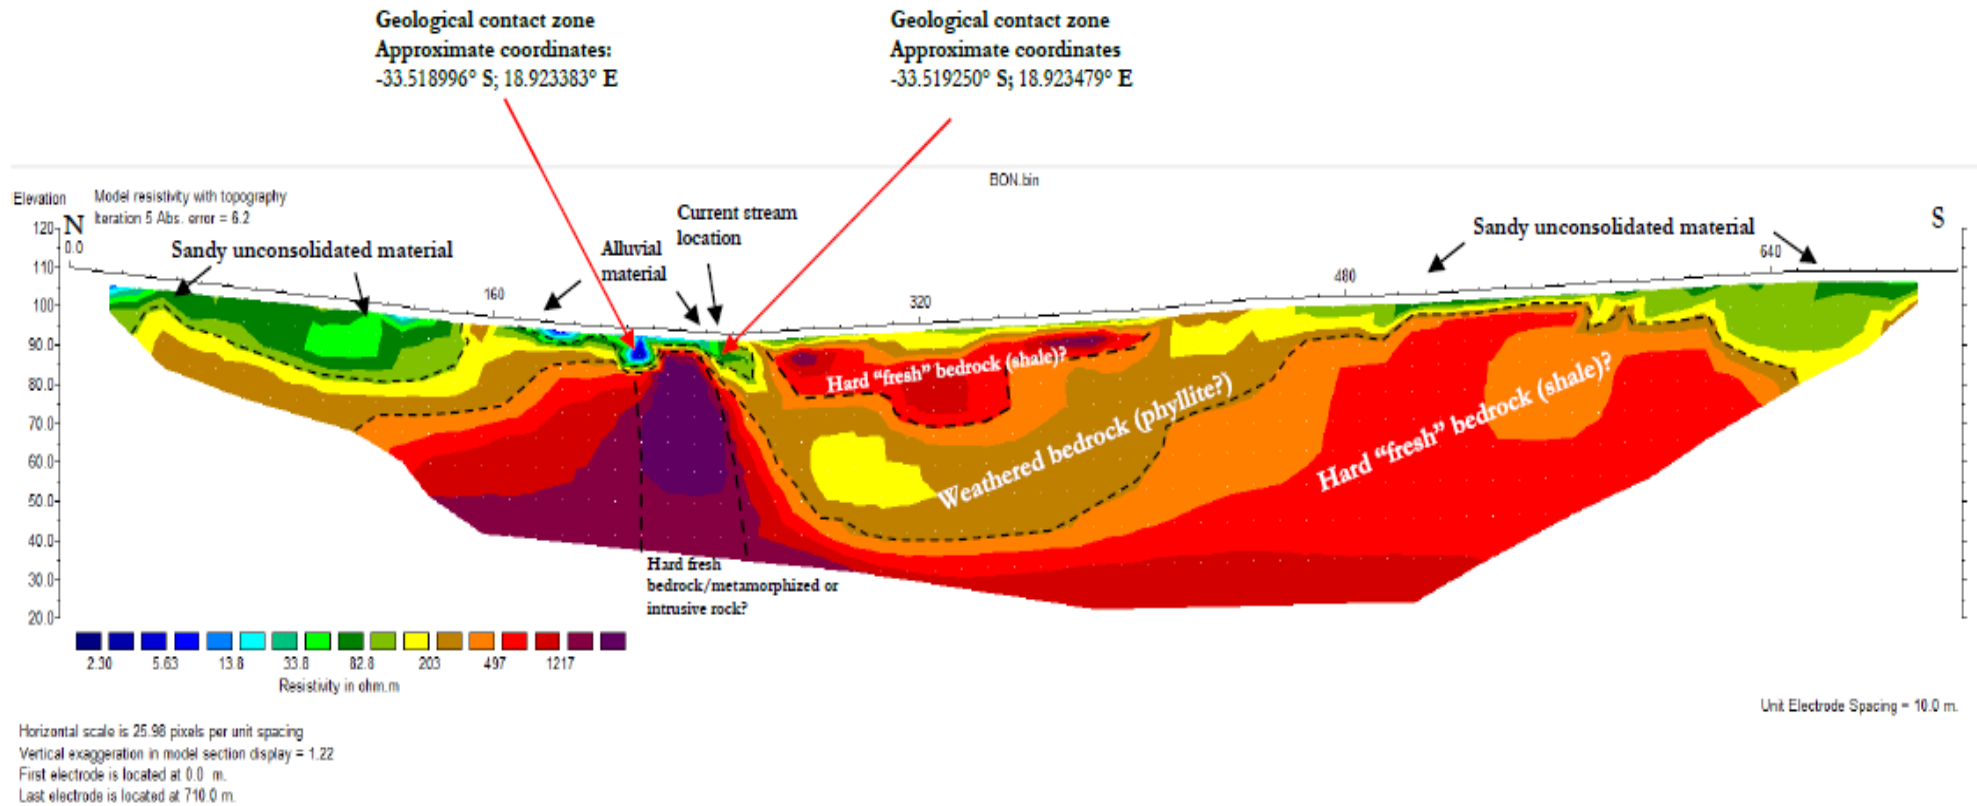 Geological contact zone
Approximate coordinates:
-33.518996° S; 18.923383° E
Geological contact zone
Approximate coordinates
-33.519250° S; 18.923479° E
BON.bin
Elevation
Model resistivity with topography
Iteration 5 Abs. error = 6.2
N
S
Sandy unconsolidated material
Alluvial
material
Current stream
location
Sandy unconsolidated material
0.0
160
320
480
640
120
110
100
90.0
80.0
70.0
60.0
50.0
40.0
30.0
20.0
Hard “fresh” bedrock (shale)?
Weathered bedrock (phyllite?)
Hard “fresh” bedrock (shale)?
Hard fresh
bedrock/metamorphized or
intrusive rock?
2.30 5.63 13.8 33.8 82.8 203 497 1217
Resistivity in ohm.m
Unit Electrode Spacing = 10.0 m.
Horizontal scale is 25.98 pixels per unit spacing
Vertical exaggeration in model section display = 1.22
First electrode is located at 0.0 m.
Last electrode is located at 710.0 m.